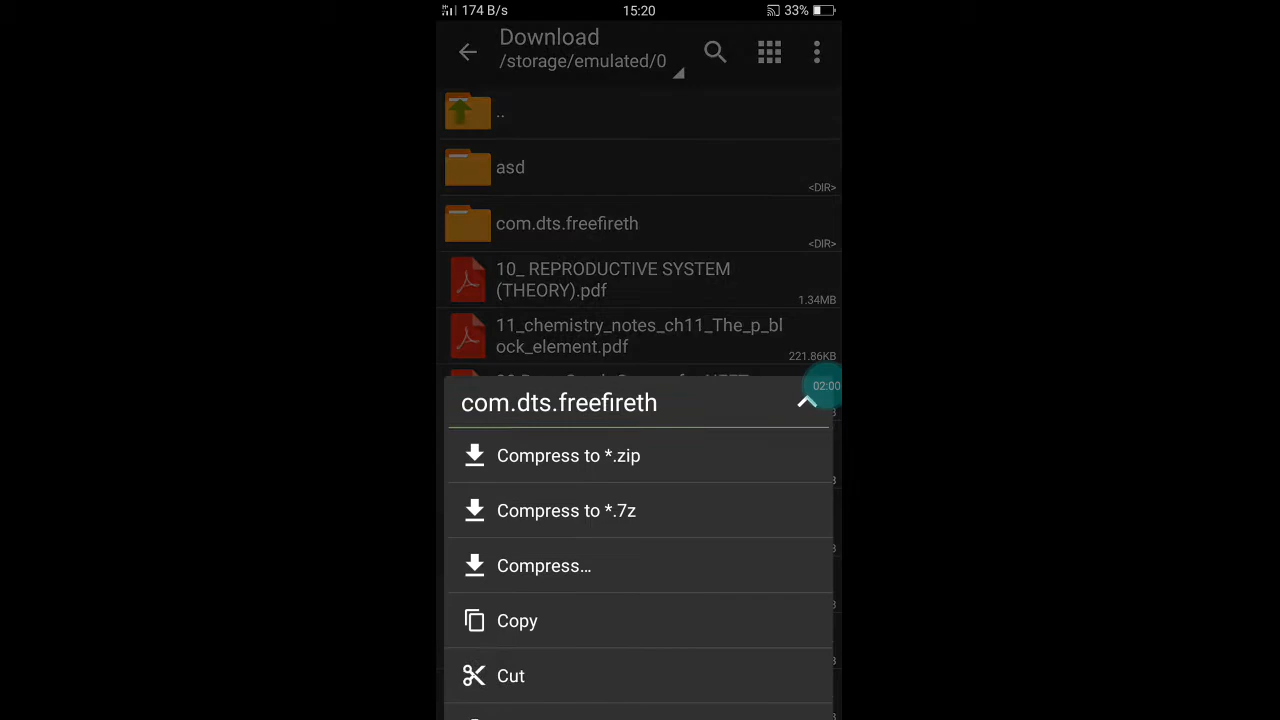 174 B/s 15:20 33%
Download
/storage/emulated/0
..
asd
<DIR>
com.dts.freefireth
<DIR>
10_ REPRODUCTIVE SYSTEM
(THEORY).pdf
1.34MB
11_chemistry_notes_ch11_The_p_bl
ock_element.pdf
221.86KB
02:00
com.dts.freefireth
Compress to *.zip
Compress to *.7z
Compress...
Copy
Cut